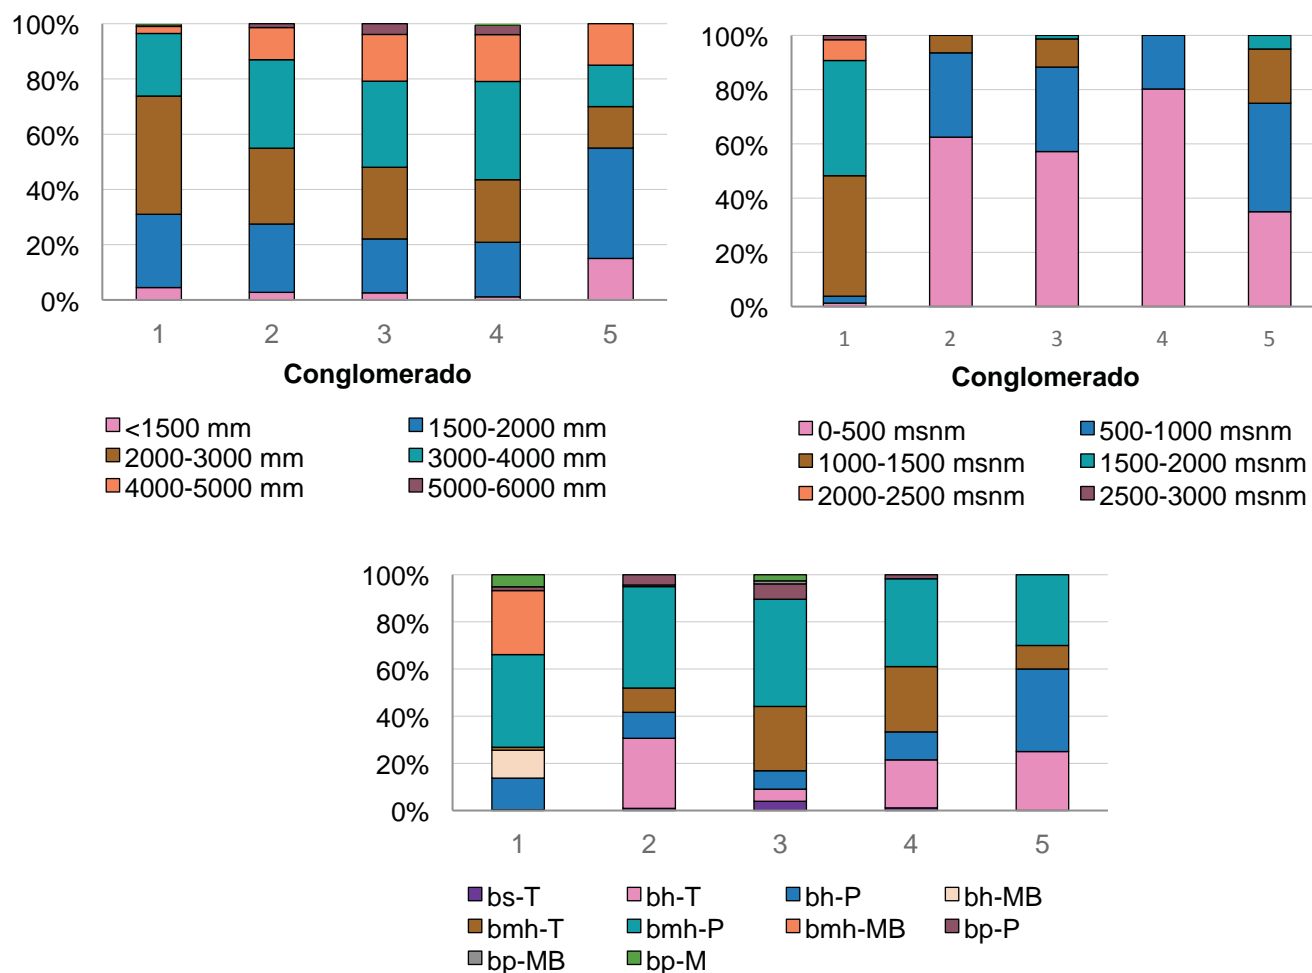 100%
80%
60%
40%
20%
0%
1 2 3 4 5
Conglomerado
<1500 mm 1500-2000 mm
2000-3000 mm 3000-4000 mm
4000-5000 mm 5000-6000 mm
100%
80%
60%
40%
20%
0%
1 2 3 4 5
Conglomerado
0-500 msnm 500-1000 msnm
1000-1500 msnm 1500-2000 msnm
2000-2500 msnm 2500-3000 msnm
100%
80%
60%
40%
20%
0%
1 2 3 4 5
bs-T bh-T bh-P bh-MB
bmh-T bmh-P bmh-MB bp-P
bp-MB bp-M